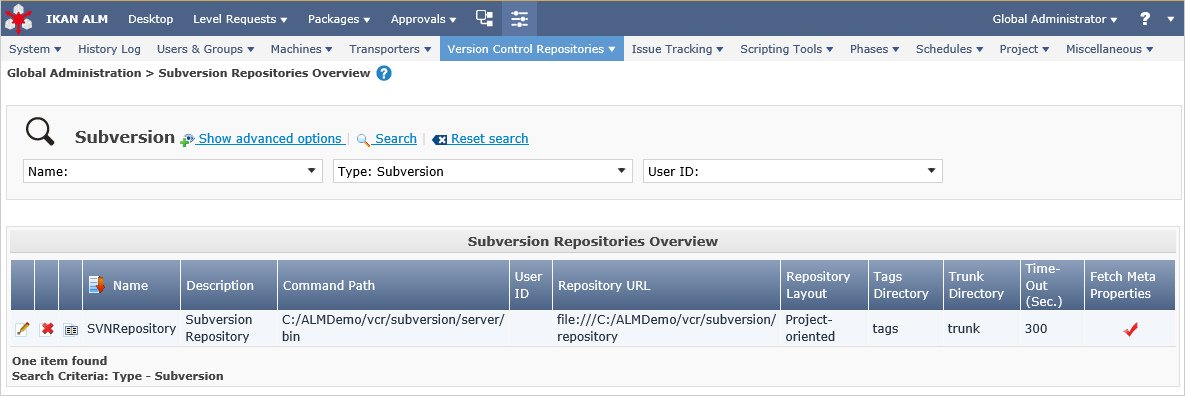 IKAN ALM Desktop Level Requests Packages Approvals Global Administrator ?
System History Log Users & Groups Machines Transporters Version Control Repositories Issue Tracking Scripting Tools Phases Schedules Project Miscellaneous
Global Administration > Subversion Repositories Overview ?
Subversion Show advanced options | Search | Reset search
Name: Type: Subversion User ID:
Subversion Repositories Overview
Name Description Command Path User ID Repository URL Repository Layout Tags Directory Trunk Directory Time-Out (Sec.) Fetch Meta Properties
SVNRepository Subversion Repository C:/ALMDemo/vcr/subversion/server/bin file:///C:/ALMDemo/vcr/subversion/repository Project-oriented tags trunk 300
One item found
Search Criteria: Type - Subversion